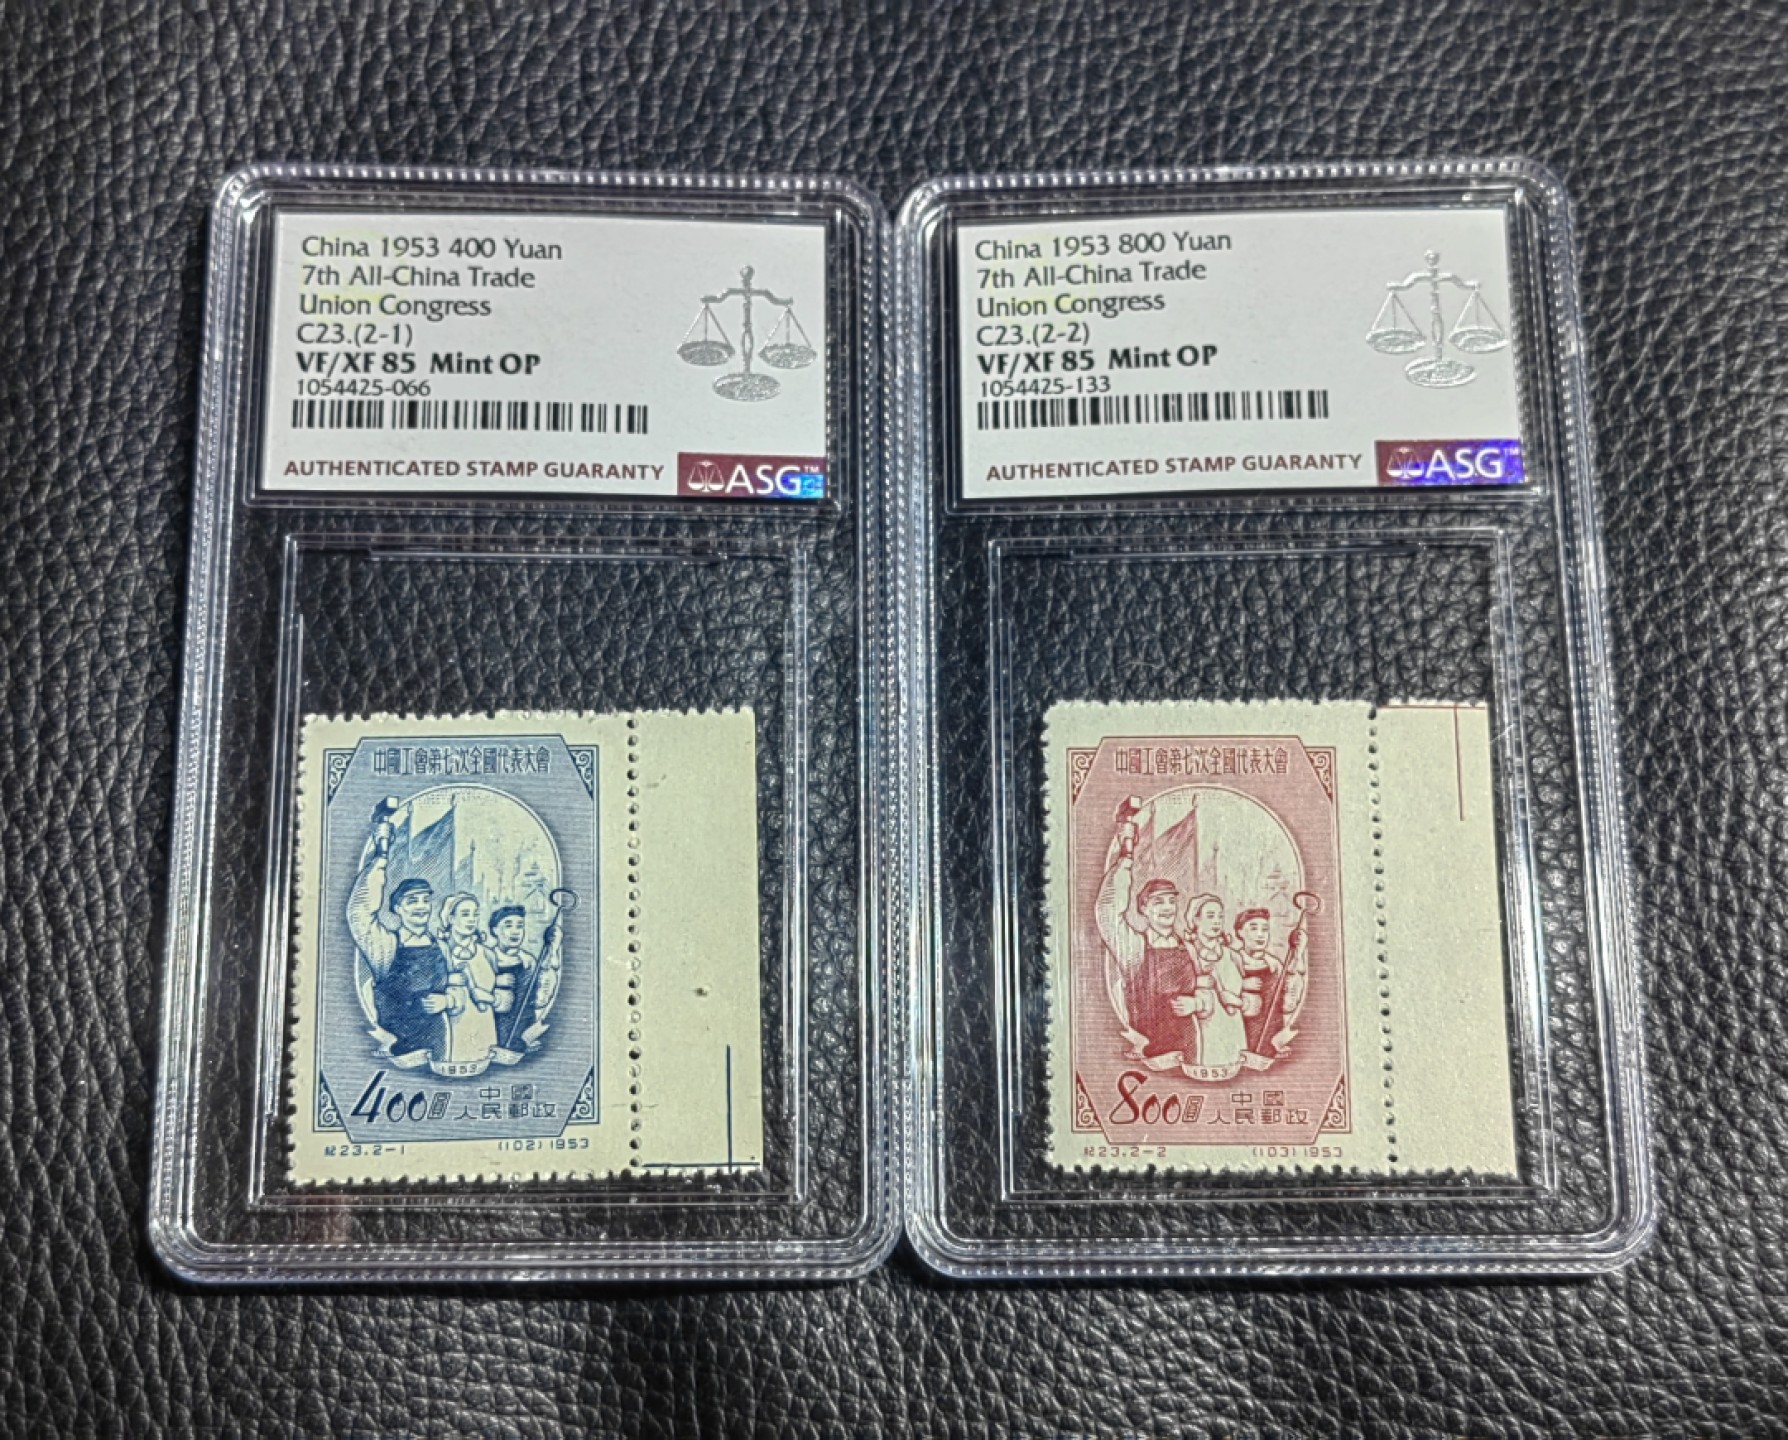 China 1953 400 Yuan
7th All-China Trade
Union Congress
C23.(2-1)
VF/XF 85 Mint OP
1054425-066
AUTHENTICATED STAMP GUARANTY
ASG™
中國工會第七次全國代表大會
1953
400圓
中國
人民郵政
紀23.2-1 (102) 1953
China 1953 800 Yuan
7th All-China Trade
Union Congress
C23.(2-2)
VF/XF 85 Mint OP
1054425-133
AUTHENTICATED STAMP GUARANTY
ASG™
中國工會第七次全國代表大會
1953
800圓
中國
人民郵政
紀23.2-2 (103) 1953